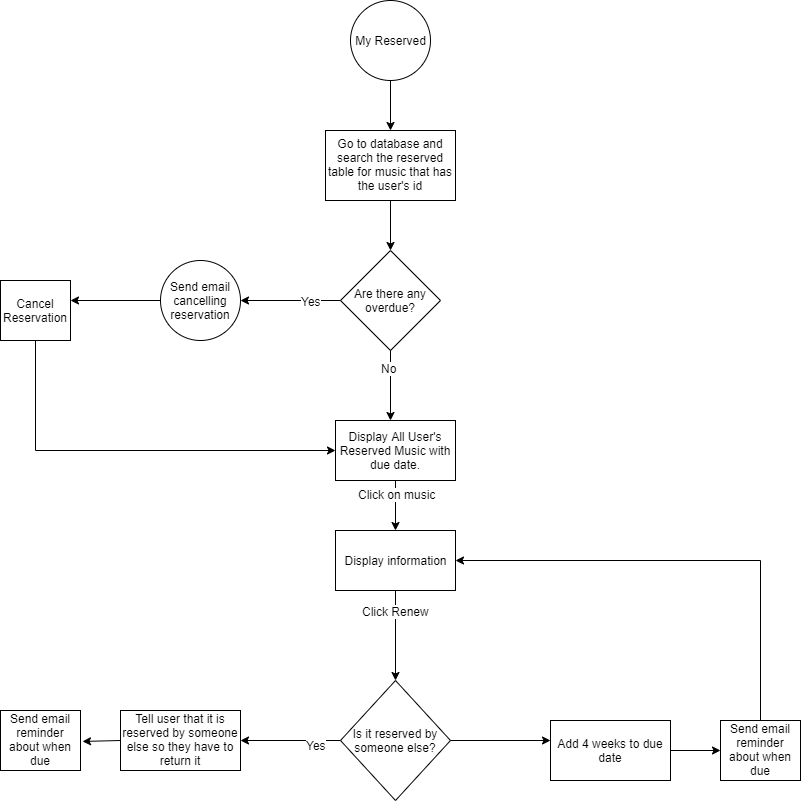 My Reserved
Go to database and
search the reserved
table for music that has
the user's id
Are there any
overdue?
Yes
Send email
cancelling
reservation
Cancel
Reservation
No
Display All User's
Reserved Music with
due date.
Click on music
Display information
Click Renew
Is it reserved by
someone else?
Yes
Tell user that it is
reserved by someone
else so they have to
return it
Send email
reminder
about when
due
Add 4 weeks to due
date
Send email
reminder
about when
due